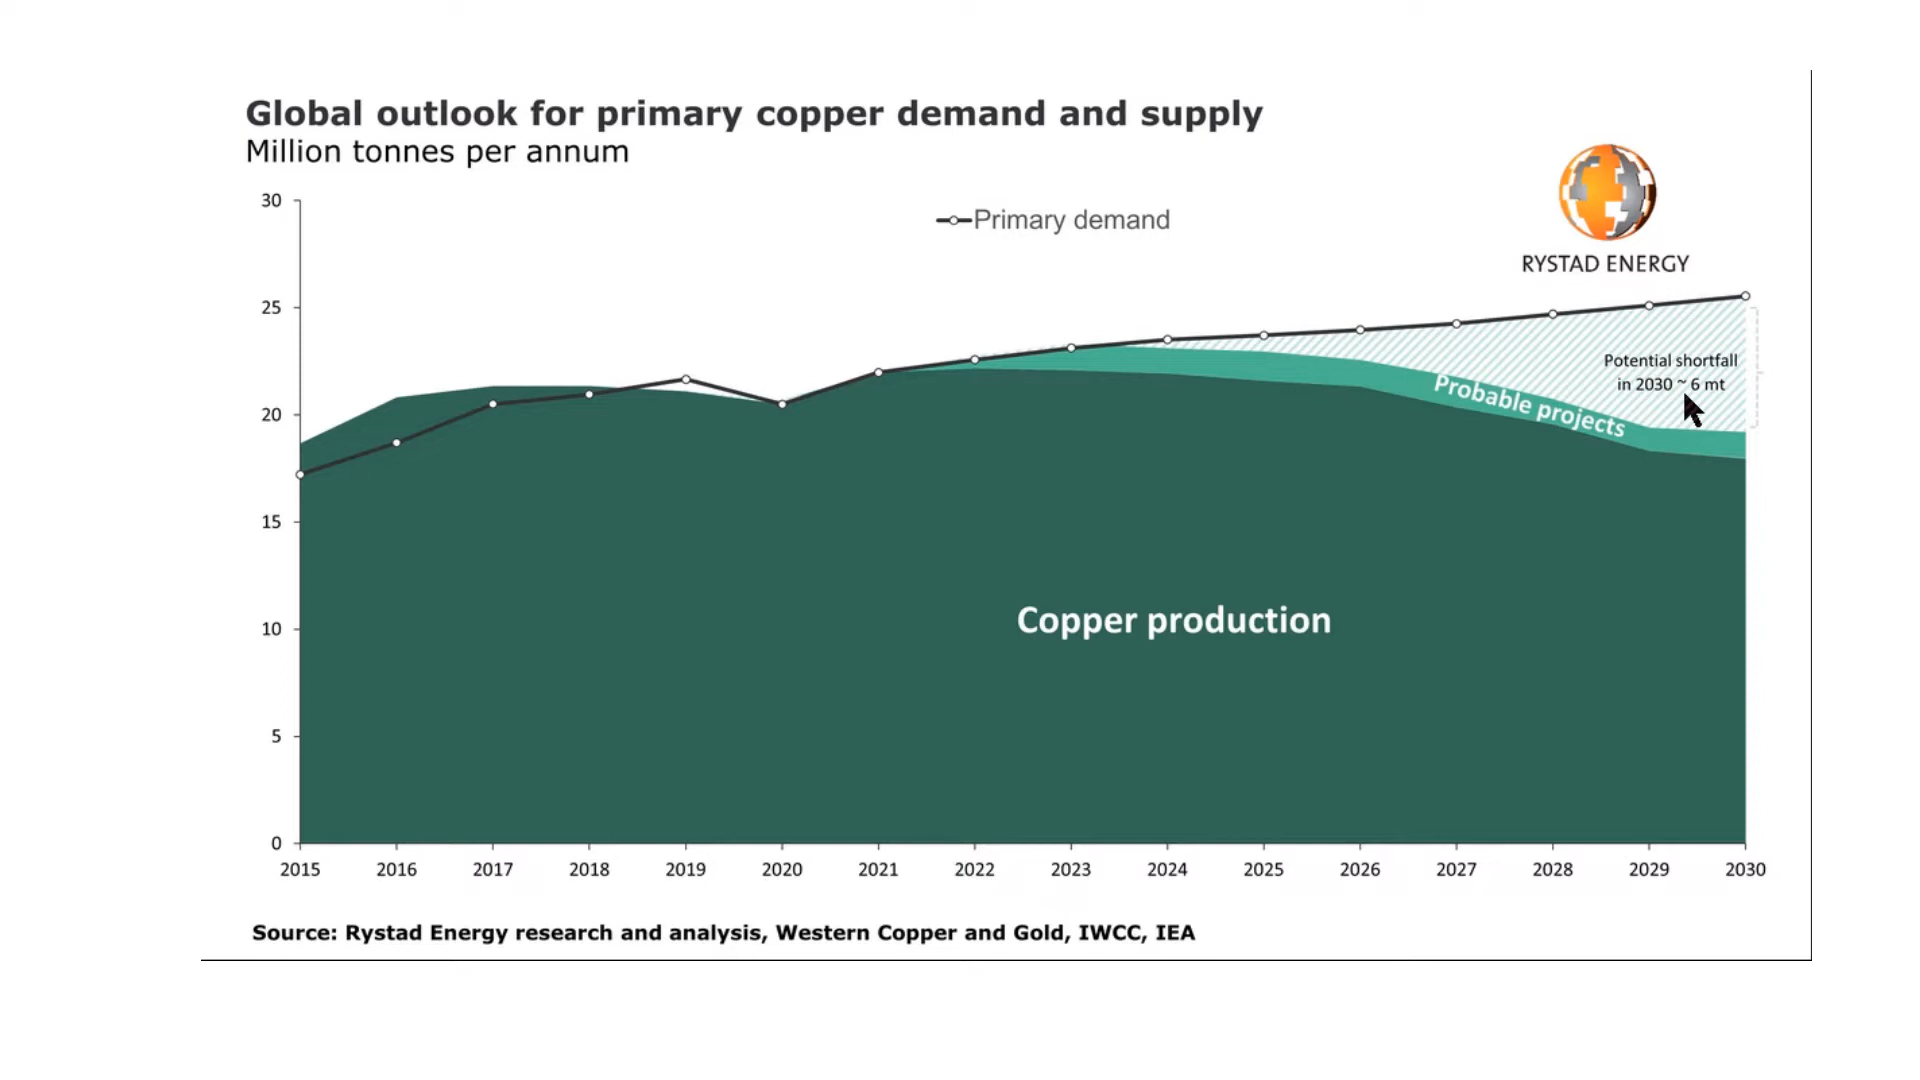 Global outlook for primary copper demand and supply
Million tonnes per annum
RYSTAD ENERGY
Primary demand
30
25
20
15
10
5
0
Potential shortfall
in 2030 ~ 6 mt
Probable projects
Copper production
2015 2016 2017 2018 2019 2020 2021 2022 2023 2024 2025 2026 2027 2028 2029 2030
Source: Rystad Energy research and analysis, Western Copper and Gold, IWCC, IEA